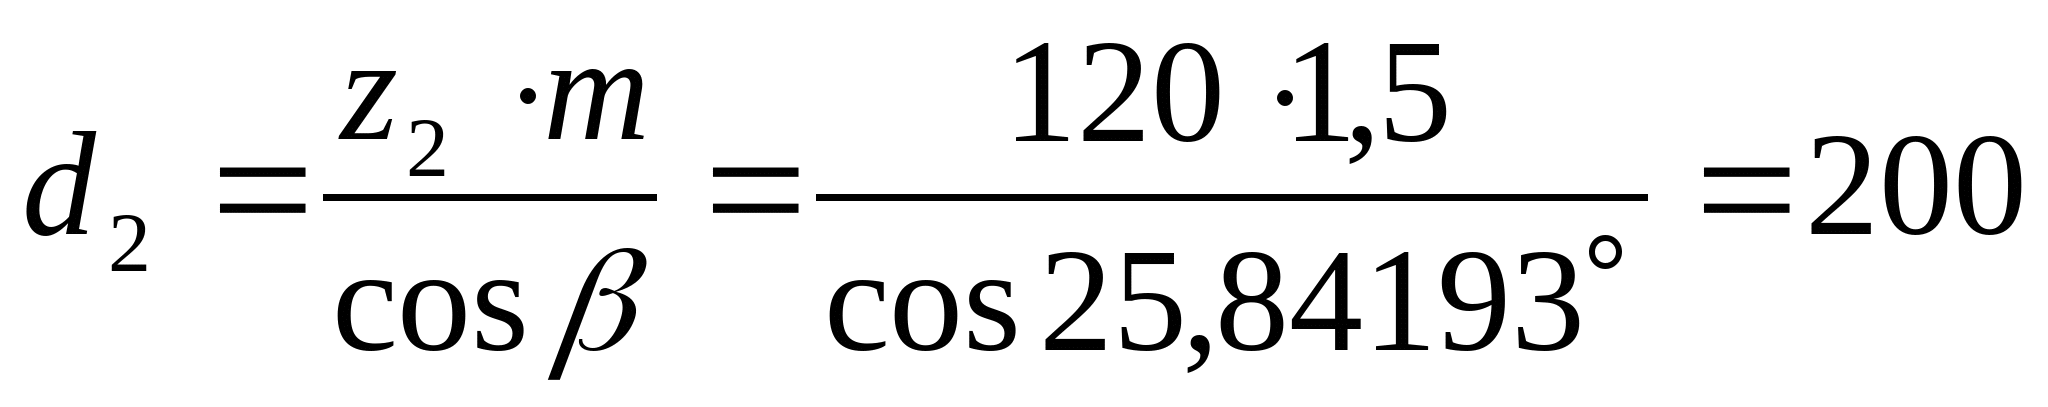 d₂ = z₂ · m / cos β = 120 · 1,5 / cos 25,84193° = 200